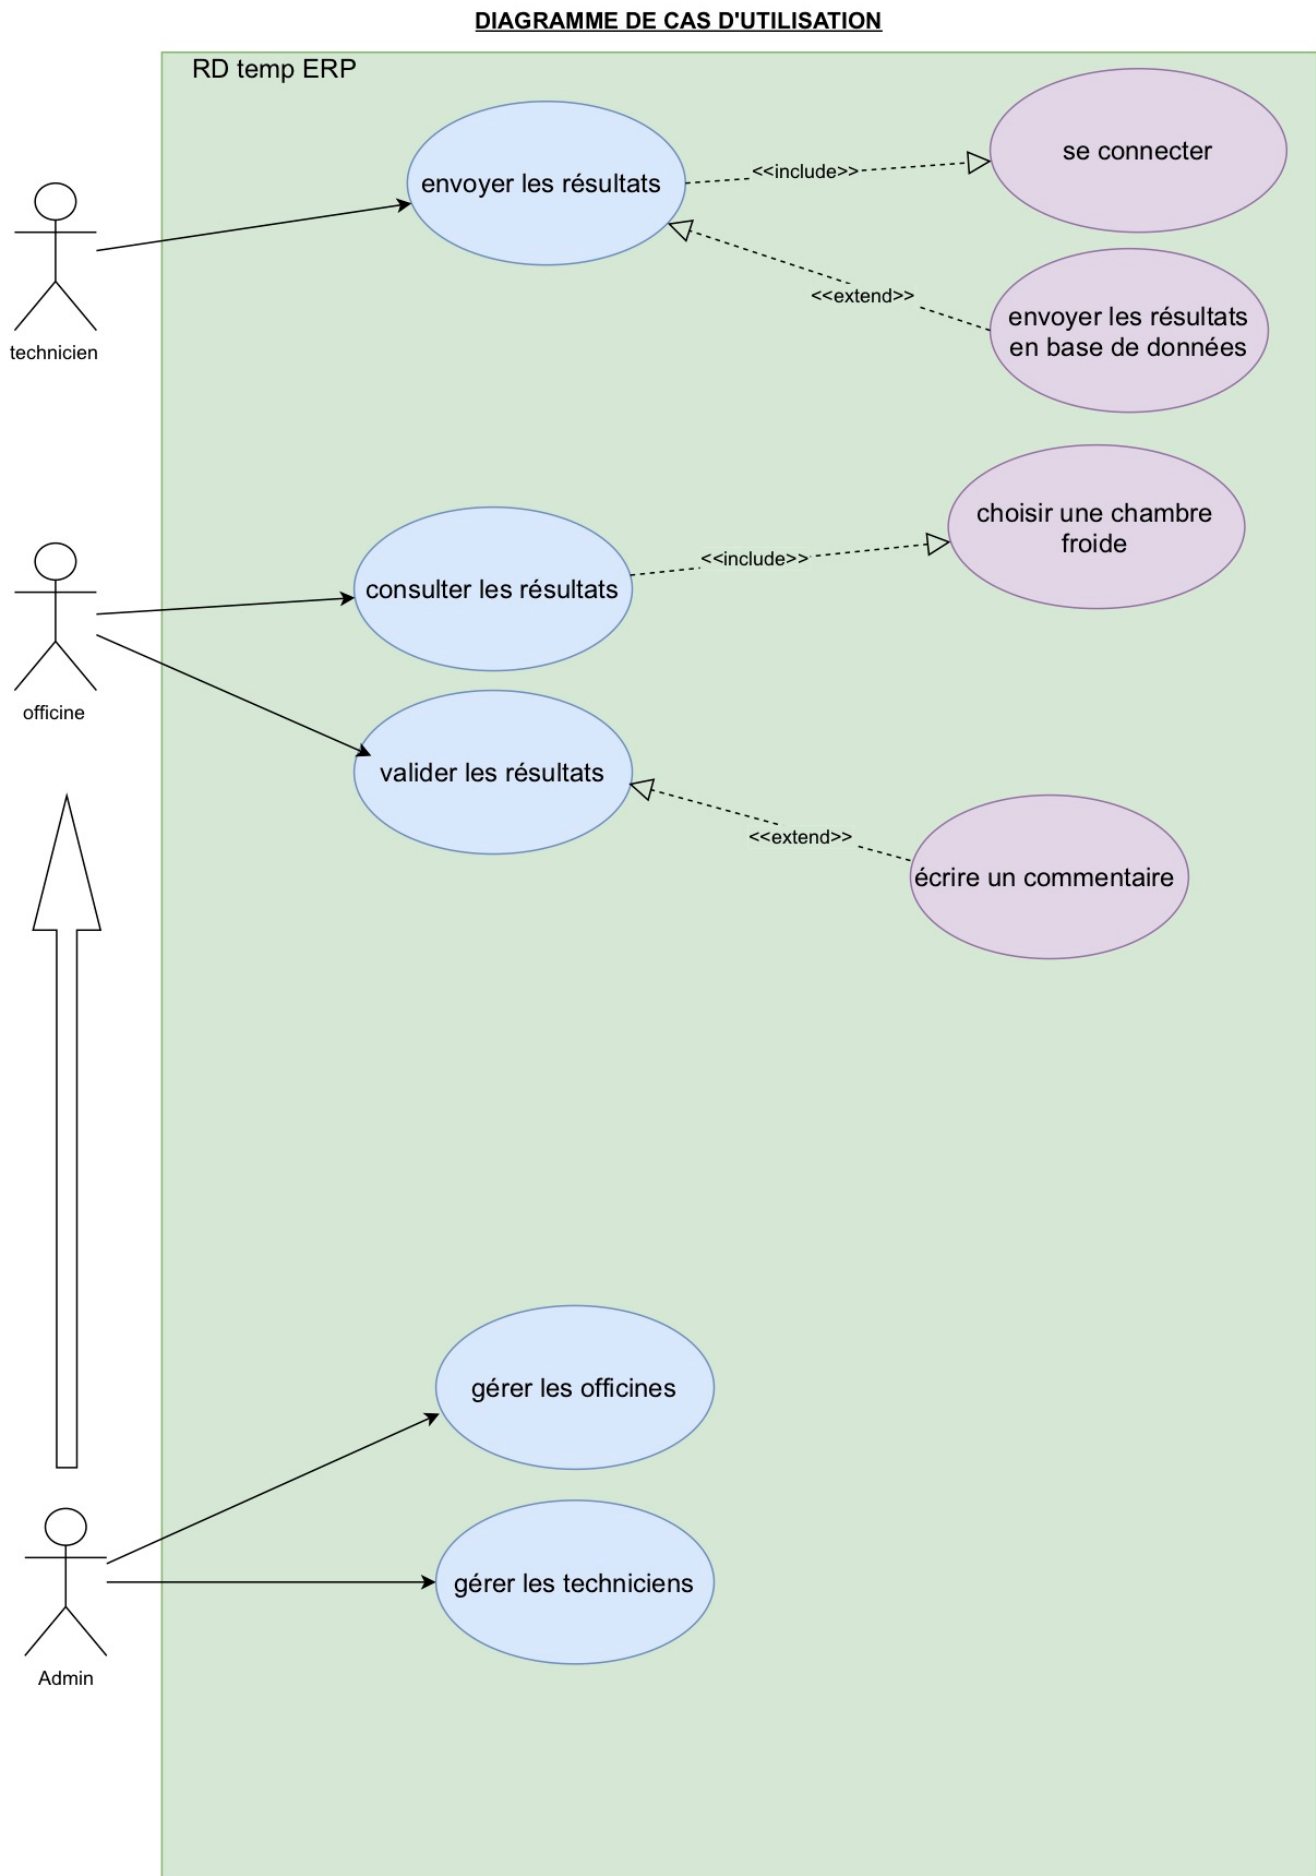 DIAGRAMME DE CAS D'UTILISATION
RD temp ERP
se connecter
<<include>>
envoyer les résultats
<<extend>>
envoyer les résultats
en base de données
technicien
choisir une chambre
froide
<<include>>
consulter les résultats
officine
valider les résultats
<<extend>>
écrire un commentaire
gérer les officines
gérer les techniciens
Admin